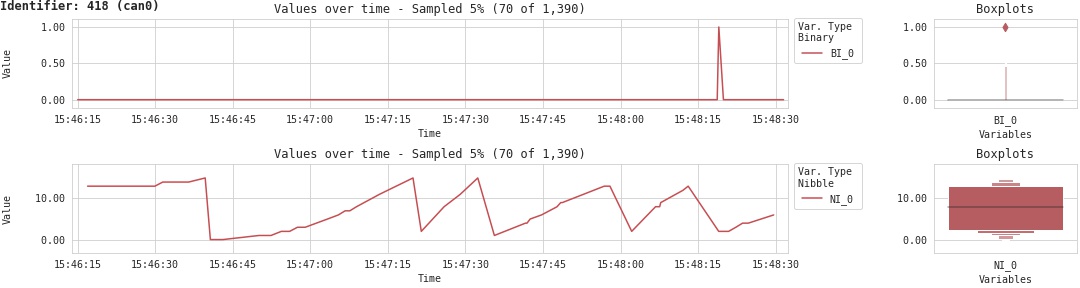 Identifier: 418 (can0)
Values over time - Sampled 5% (70 of 1,390)
Boxplots
Value
1.00
0.50
0.00
15:46:15 15:46:30 15:46:45 15:47:00 15:47:15 15:47:30 15:47:45 15:48:00 15:48:15 15:48:30
Time
Var. Type
Binary
BI_0
1.00
0.50
0.00
BI_0
Variables
Values over time - Sampled 5% (70 of 1,390)
Boxplots
Value
10.00
0.00
15:46:15 15:46:30 15:46:45 15:47:00 15:47:15 15:47:30 15:47:45 15:48:00 15:48:15 15:48:30
Time
Var. Type
Nibble
NI_0
10.00
0.00
NI_0
Variables